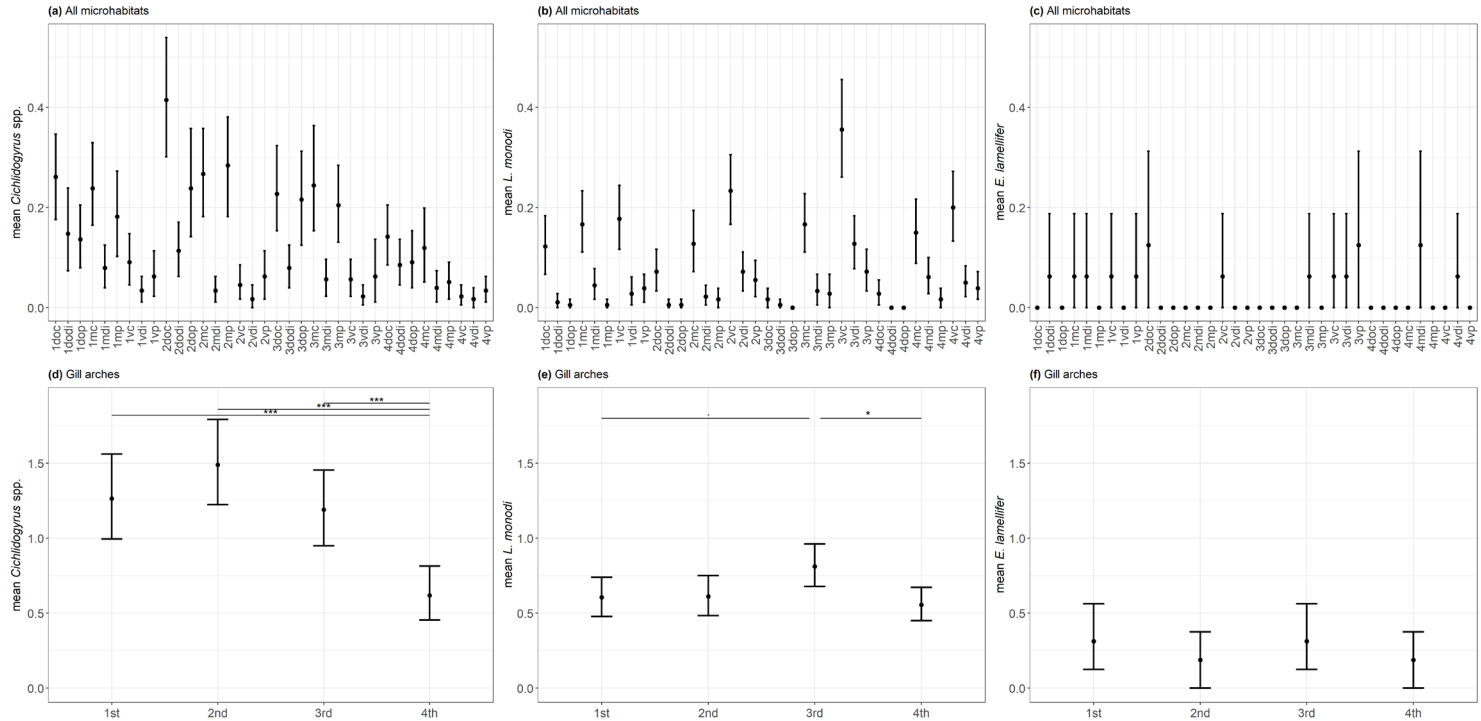 (a) All microhabitats
mean Cichlidogyrus spp.
0.4
0.2
0.0
1doc 1dodi 1dop 1mc 1mdi 1mp 1vc 1vdi 1vp 2doc 2dodi 2dop 2mc 2mdi 2mp 2vc 2vdi 2vp 3doc 3dodi 3dop 3mc 3mdi 3mp 3vc 3vdi 3vp 4doc 4dodi 4dop 4mc 4mdi 4mp 4vc 4vdi 4vp
(b) All microhabitats
mean L. monodi
0.4
0.2
0.0
1doc 1dodi 1dop 1mc 1mdi 1mp 1vc 1vdi 1vp 2doc 2dodi 2dop 2mc 2mdi 2mp 2vc 2vdi 2vp 3doc 3dodi 3dop 3mc 3mdi 3mp 3vc 3vdi 3vp 4doc 4dodi 4dop 4mc 4mdi 4mp 4vc 4vdi 4vp
(c) All microhabitats
mean E. lamellifer
0.4
0.2
0.0
1doc 1dodi 1dop 1mc 1mdi 1mp 1vc 1vdi 1vp 2doc 2dodi 2dop 2mc 2mdi 2mp 2vc 2vdi 2vp 3doc 3dodi 3dop 3mc 3mdi 3mp 3vc 3vdi 3vp 4doc 4dodi 4dop 4mc 4mdi 4mp 4vc 4vdi 4vp
(d) Gill arches
mean Cichlidogyrus spp.
***
***
***
1.5
1.0
0.5
0.0
1st 2nd 3rd 4th
(e) Gill arches
mean L. monodi
. *
1.5
1.0
0.5
0.0
1st 2nd 3rd 4th
(f) Gill arches
mean E. lamellifer
1.5
1.0
0.5
0.0
1st 2nd 3rd 4th